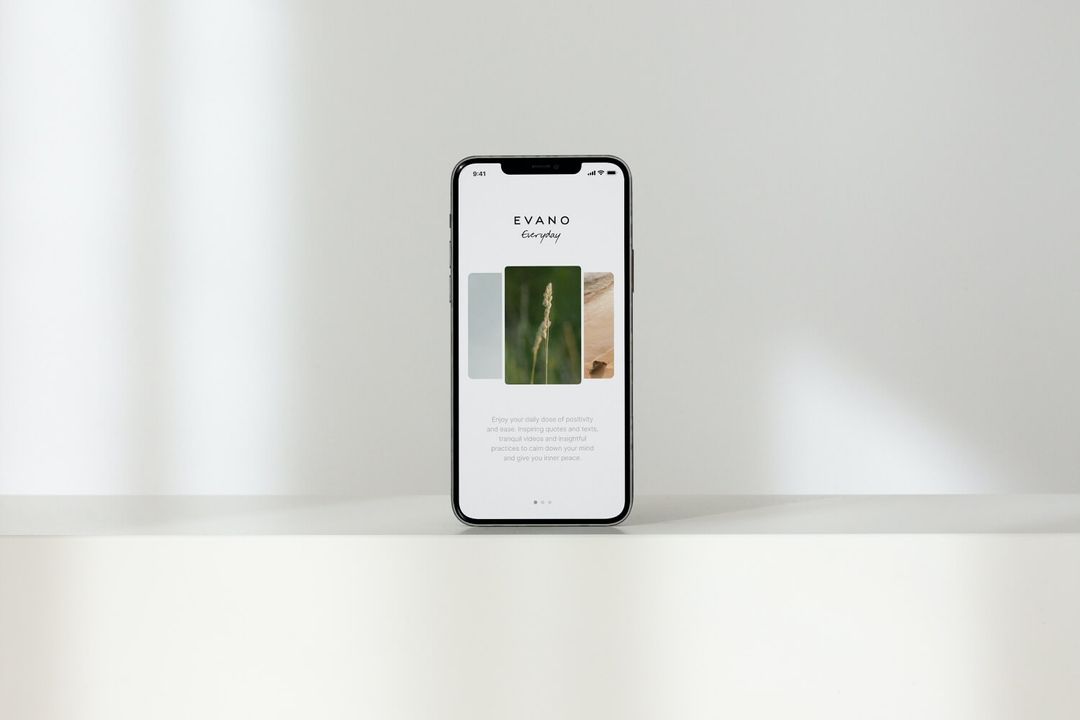 9:41
EVANO
Everyday
Enjoy your daily dose of positivity
and ease. Inspiring quotes and texts,
tranquil videos and insightful
practices to calm down your mind
and give you inner peace.